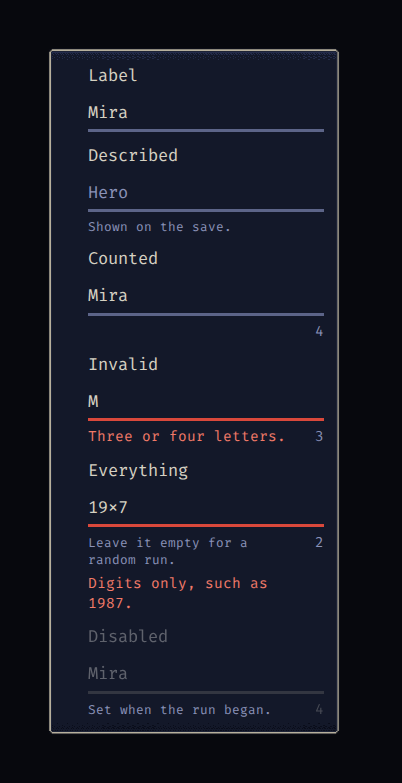 Label
Mira
Described
Hero
Shown on the save.
Counted
Mira
4
Invalid
M
Three or four letters. 3
Everything
19×7
Leave it empty for a 2
random run.
Digits only, such as
1987.
Disabled
Mira
Set when the run began. 4